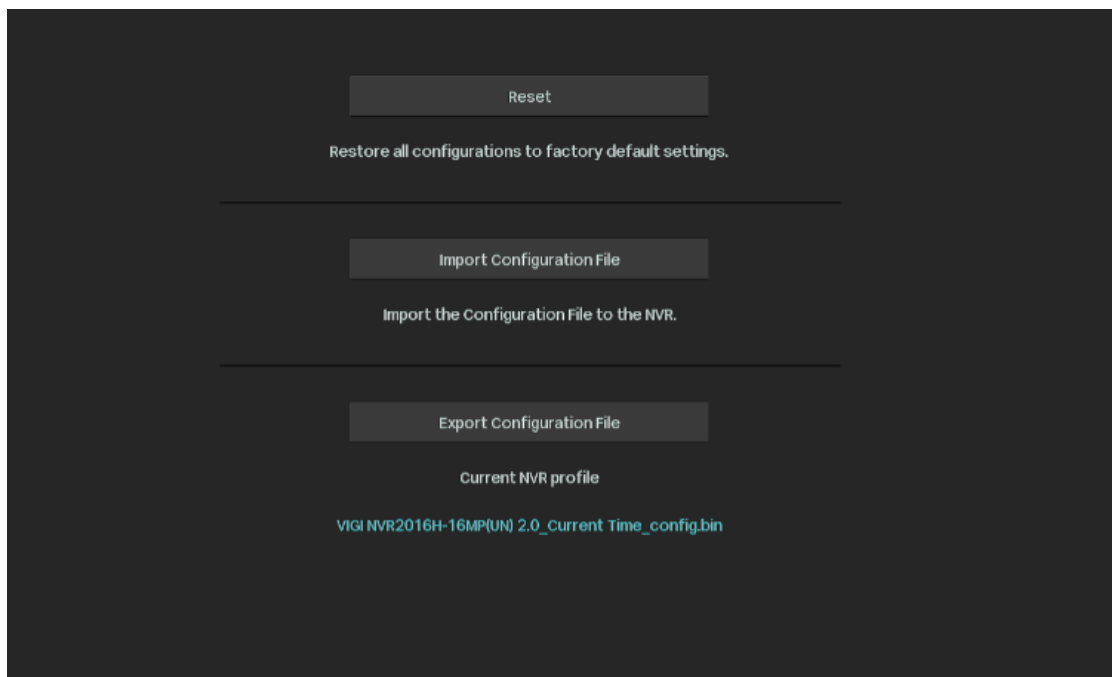 Reset
Restore all configurations to factory default settings.
Import Configuration File
Import the Configuration File to the NVR.
Export Configuration File
Current NVR profile
VIGI NVR2016H-16MP(UN) 2.0_Current Time_config.bin